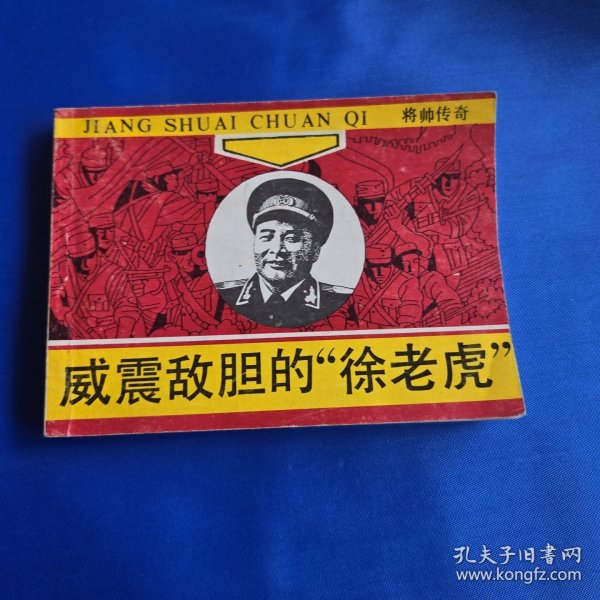 JIANG SHUAI CHUAN QI 将帅传奇
威震敌胆的“徐老虎”
孔夫子旧书网
www.kongfz.com